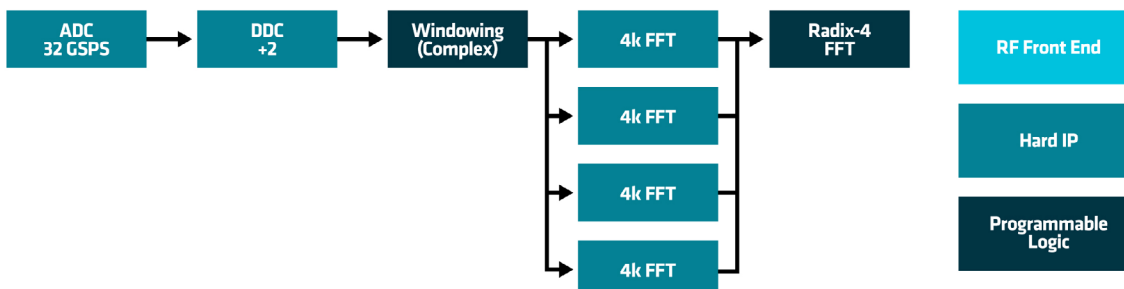 ADC
32 GSPS
DDC
+2
Windowing
(Complex)
4k FFT
Radix-4
FFT
RF Front End
4k FFT
Hard IP
4k FFT
Programmable
Logic
4k FFT